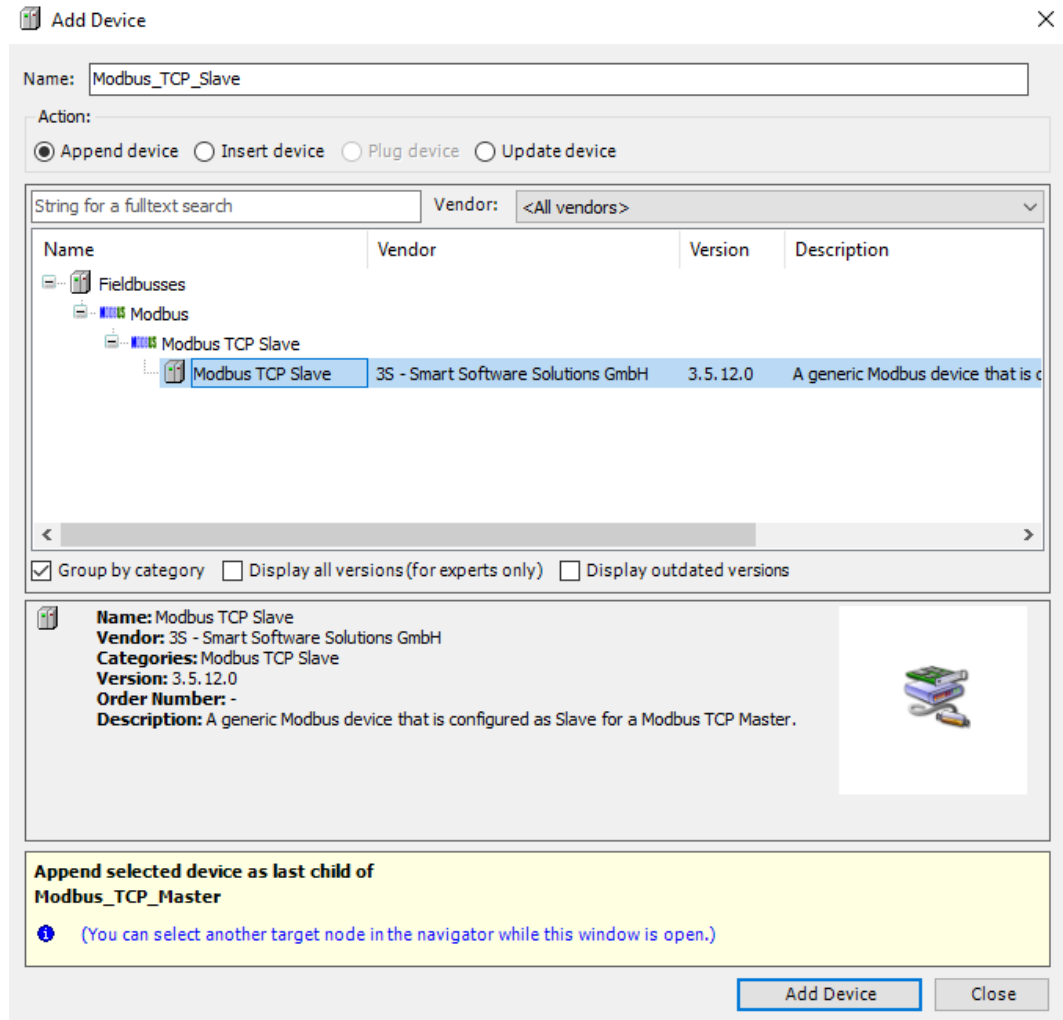 Add Device
Name: Modbus_TCP_Slave
Action:
Append device Insert device Plug device Update device
String for a fulltext search Vendor: <All vendors>
Name Vendor Version Description
Fieldbusses
MODBUS Modbus
MODBUS Modbus TCP Slave
Modbus TCP Slave 3S - Smart Software Solutions GmbH 3.5.12.0 A generic Modbus device that is c
Group by category Display all versions (for experts only) Display outdated versions
Name: Modbus TCP Slave
Vendor: 3S - Smart Software Solutions GmbH
Categories: Modbus TCP Slave
Version: 3.5.12.0
Order Number: -
Description: A generic Modbus device that is configured as Slave for a Modbus TCP Master.
Append selected device as last child of
Modbus_TCP_Master
(You can select another target node in the navigator while this window is open.)
Add Device Close